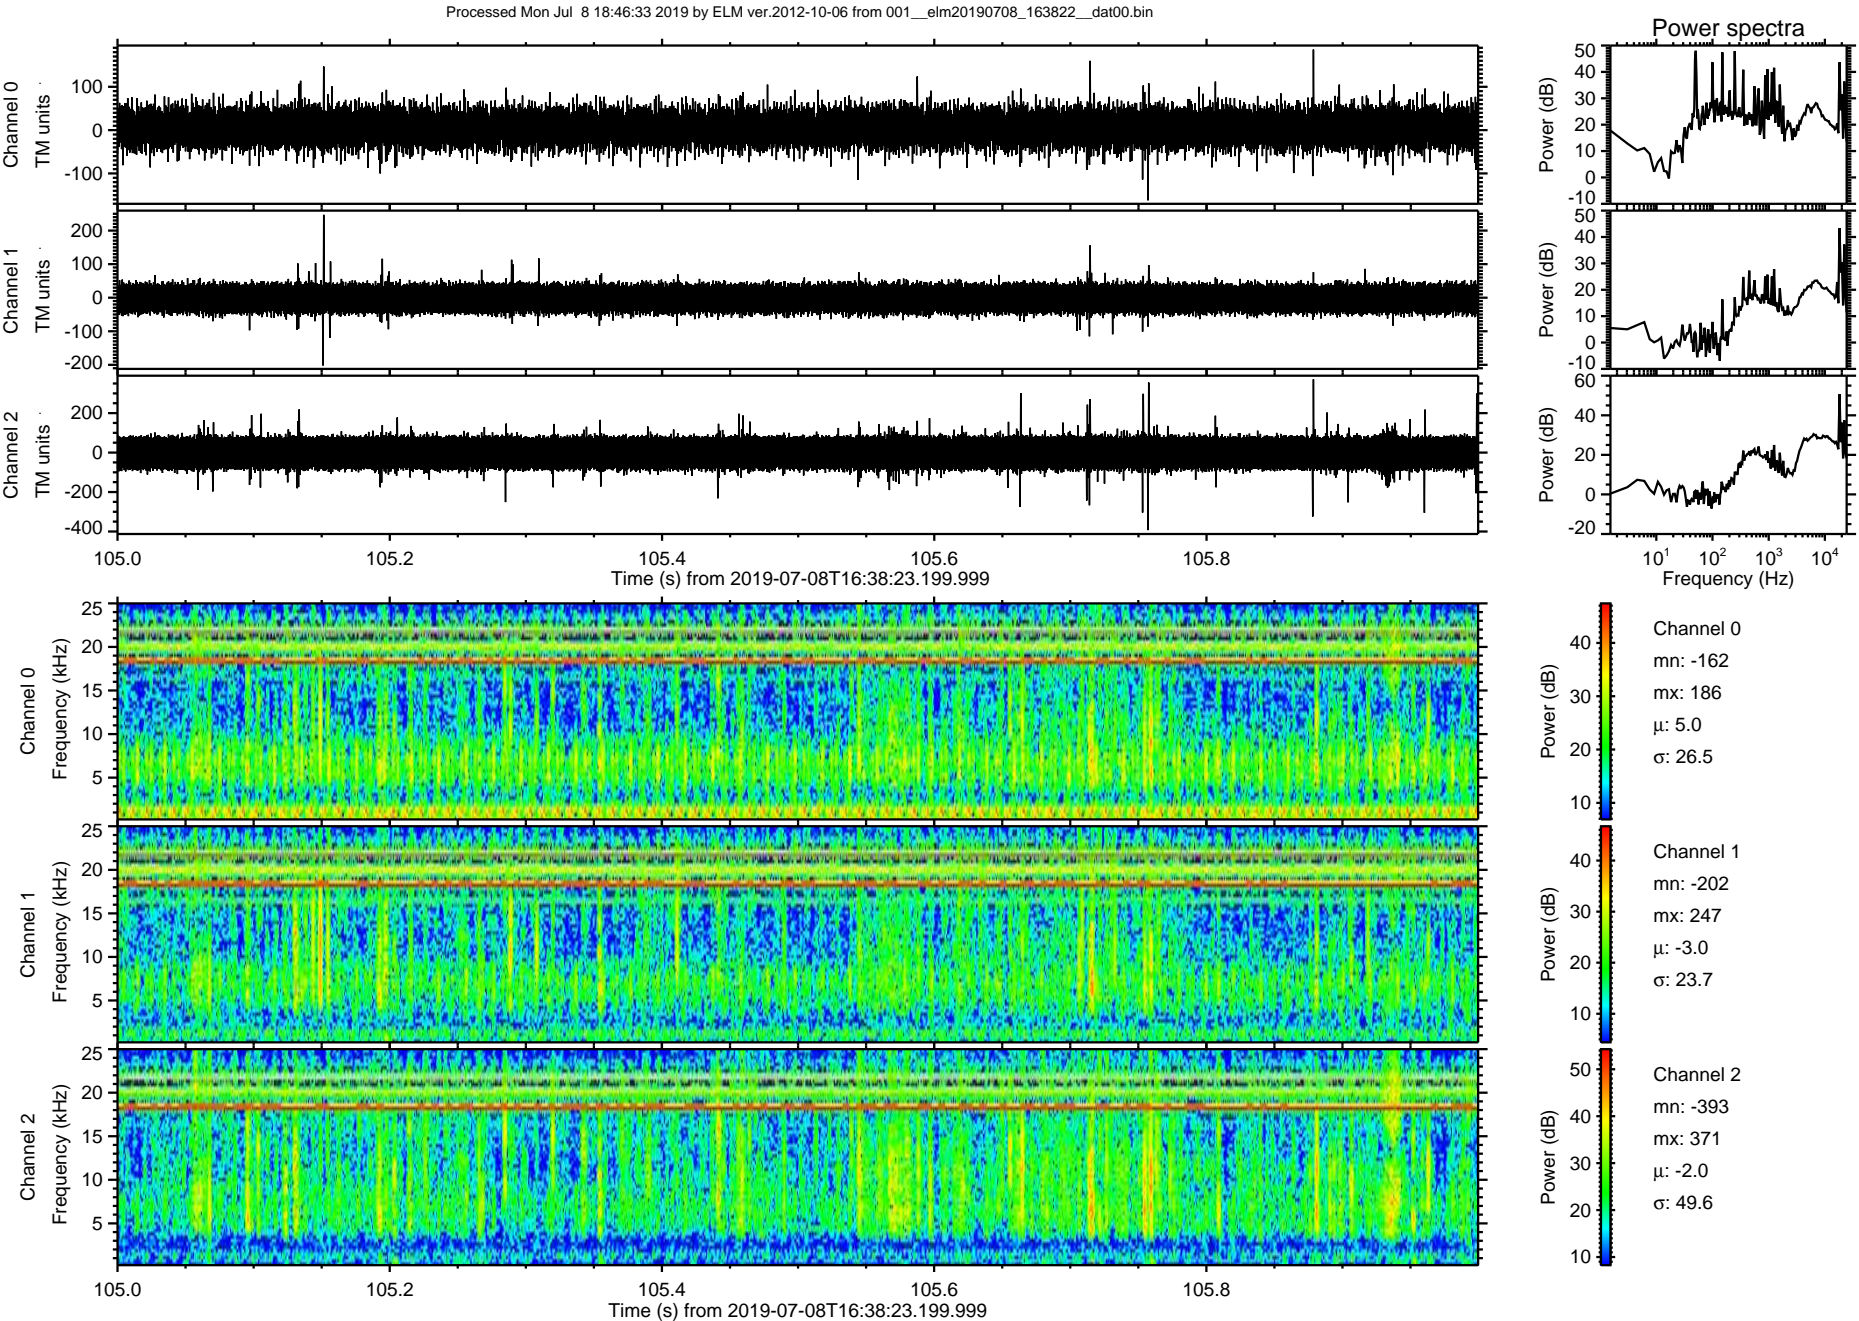 Processed Mon Jul 8 18:46:33 2019 by ELM ver.2012-10-06 from 001__elm20190708_163822__dat00.bin
Power spectra
Channel 0
TM units
100
0
-100
Power (dB)
50
40
30
20
10
0
-10
Channel 1
TM units
200
100
0
-100
-200
Power (dB)
50
40
30
20
10
0
-10
Channel 2
TM units
200
0
-200
-400
Power (dB)
60
40
20
0
-20
105.0 105.2 105.4 105.6 105.8
Time (s) from 2019-07-08T16:38:23.199.999
10¹ 10² 10³ 10⁴
Frequency (Hz)
Channel 0
Frequency (kHz)
25
20
15
10
5
Power (dB)
40
30
20
10
Channel 0
mn: -162
mx: 186
μ: 5.0
σ: 26.5
Channel 1
Frequency (kHz)
25
20
15
10
5
Power (dB)
40
30
20
10
Channel 1
mn: -202
mx: 247
μ: -3.0
σ: 23.7
Channel 2
Frequency (kHz)
25
20
15
10
5
Power (dB)
50
40
30
20
10
Channel 2
mn: -393
mx: 371
μ: -2.0
σ: 49.6
105.0 105.2 105.4 105.6 105.8
Time (s) from 2019-07-08T16:38:23.199.999